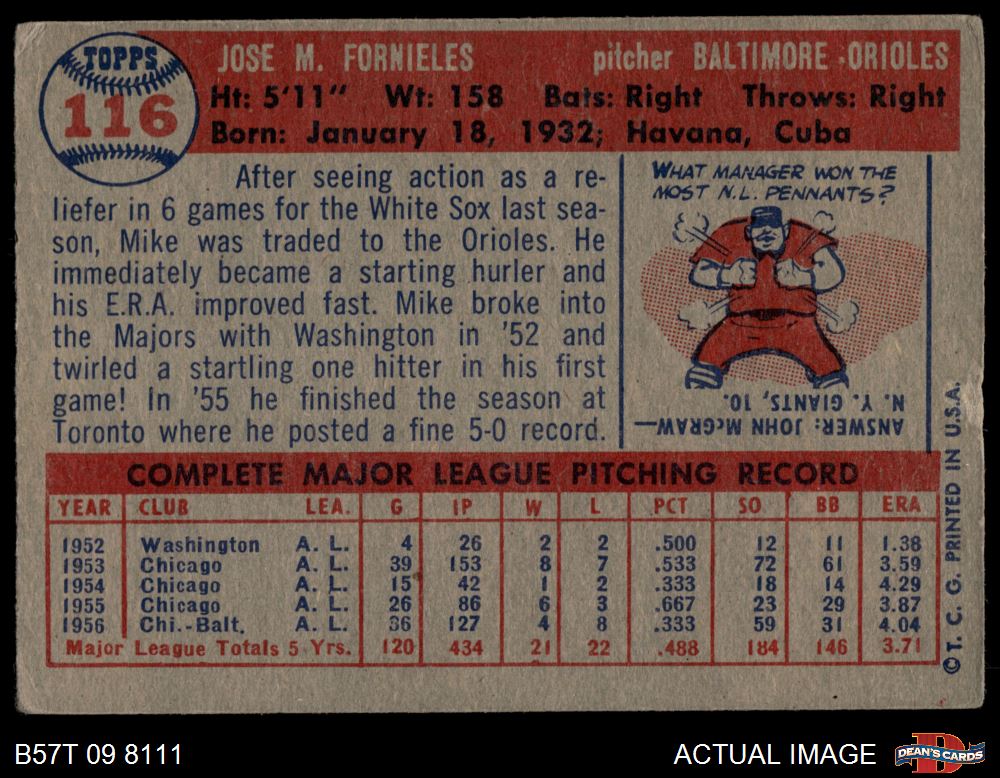 TOPPS
116
JOSE M. FORNIELES pitcher BALTIMORE ORIOLES
Ht: 5'11" Wt: 158 Bats: Right Throws: Right
Born: January 18, 1932; Havana, Cuba
After seeing action as a re-
liefer in 6 games for the White Sox last sea-
son, Mike was traded to the Orioles. He
immediately became a starting hurler and
his E.R.A. improved fast. Mike broke into
the Majors with Washington in '52 and
twirled a startling one hitter in his first
game! In '55 he finished the season at
Toronto where he posted a fine 5-0 record.
WHAT MANAGER WON THE
MOST N.L. PENNANTS?
ANSWER: JOHN McGRAW—
N. Y. GIANTS, 10.
COMPLETE MAJOR LEAGUE PITCHING RECORD
YEAR CLUB LEA. G IP W L PCT SO BB ERA
1952 Washington A. L. 4 26 2 2 .500 12 11 1.38
1953 Chicago A. L. 39 153 8 7 .533 72 61 3.59
1954 Chicago A. L. 15 42 1 2 .333 18 14 4.29
1955 Chicago A. L. 26 86 6 3 .667 23 29 3.87
1956 Chi.-Balt. A. L. 36 127 4 8 .333 59 31 4.04
Major League Totals 5 Yrs. 120 434 21 22 .488 184 146 3.71
© T. C. G. PRINTED IN U.S.A.
B57T 09 8111
ACTUAL IMAGE
DEAN'S CARDS